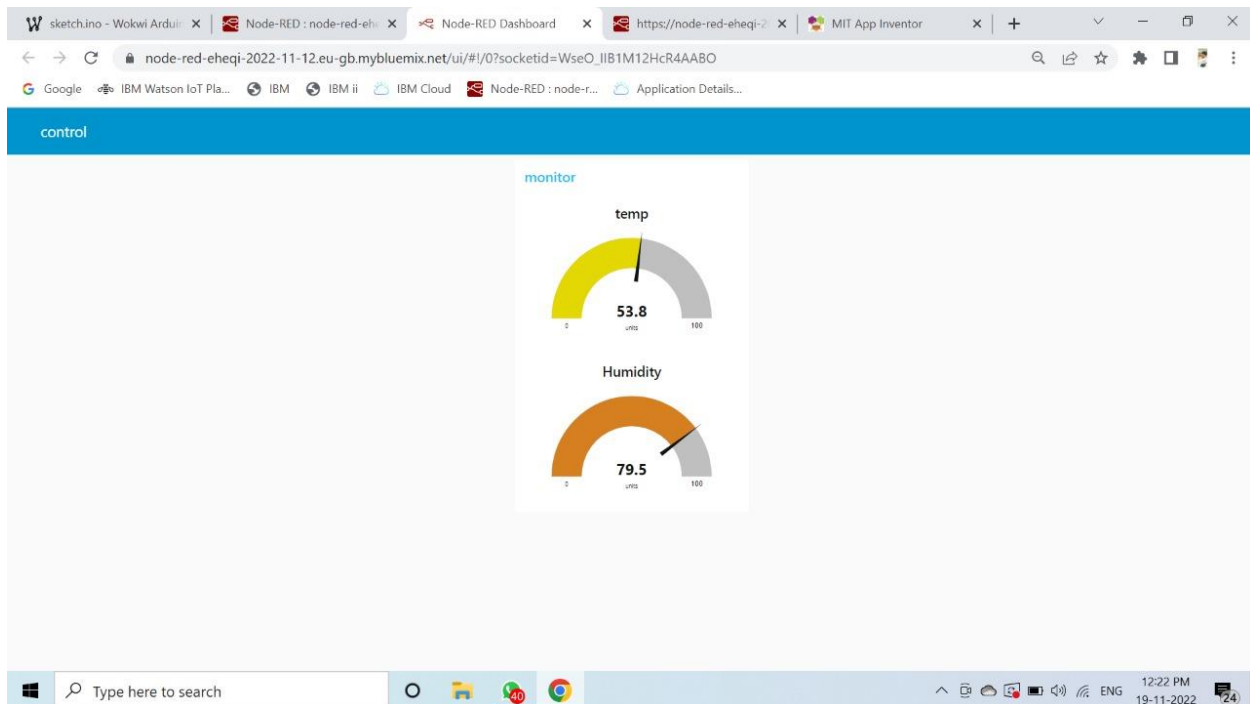 sketch.ino - Wokwi Arduin
Node-RED : node-red-ehe
Node-RED Dashboard
https://node-red-eheqi-2
MIT App Inventor
node-red-eheqi-2022-11-12.eu-gb.mybluemix.net/ui/#!/0?socketid=WseO_IIB1M12HcR4AABO
Google
IBM Watson IoT Pla...
IBM
IBM ii
IBM Cloud
Node-RED : node-r...
Application Details...
control
monitor
temp
53.8
units
0
100
Humidity
79.5
units
0
100
Type here to search
40
ENG
12:22 PM
19-11-2022
24